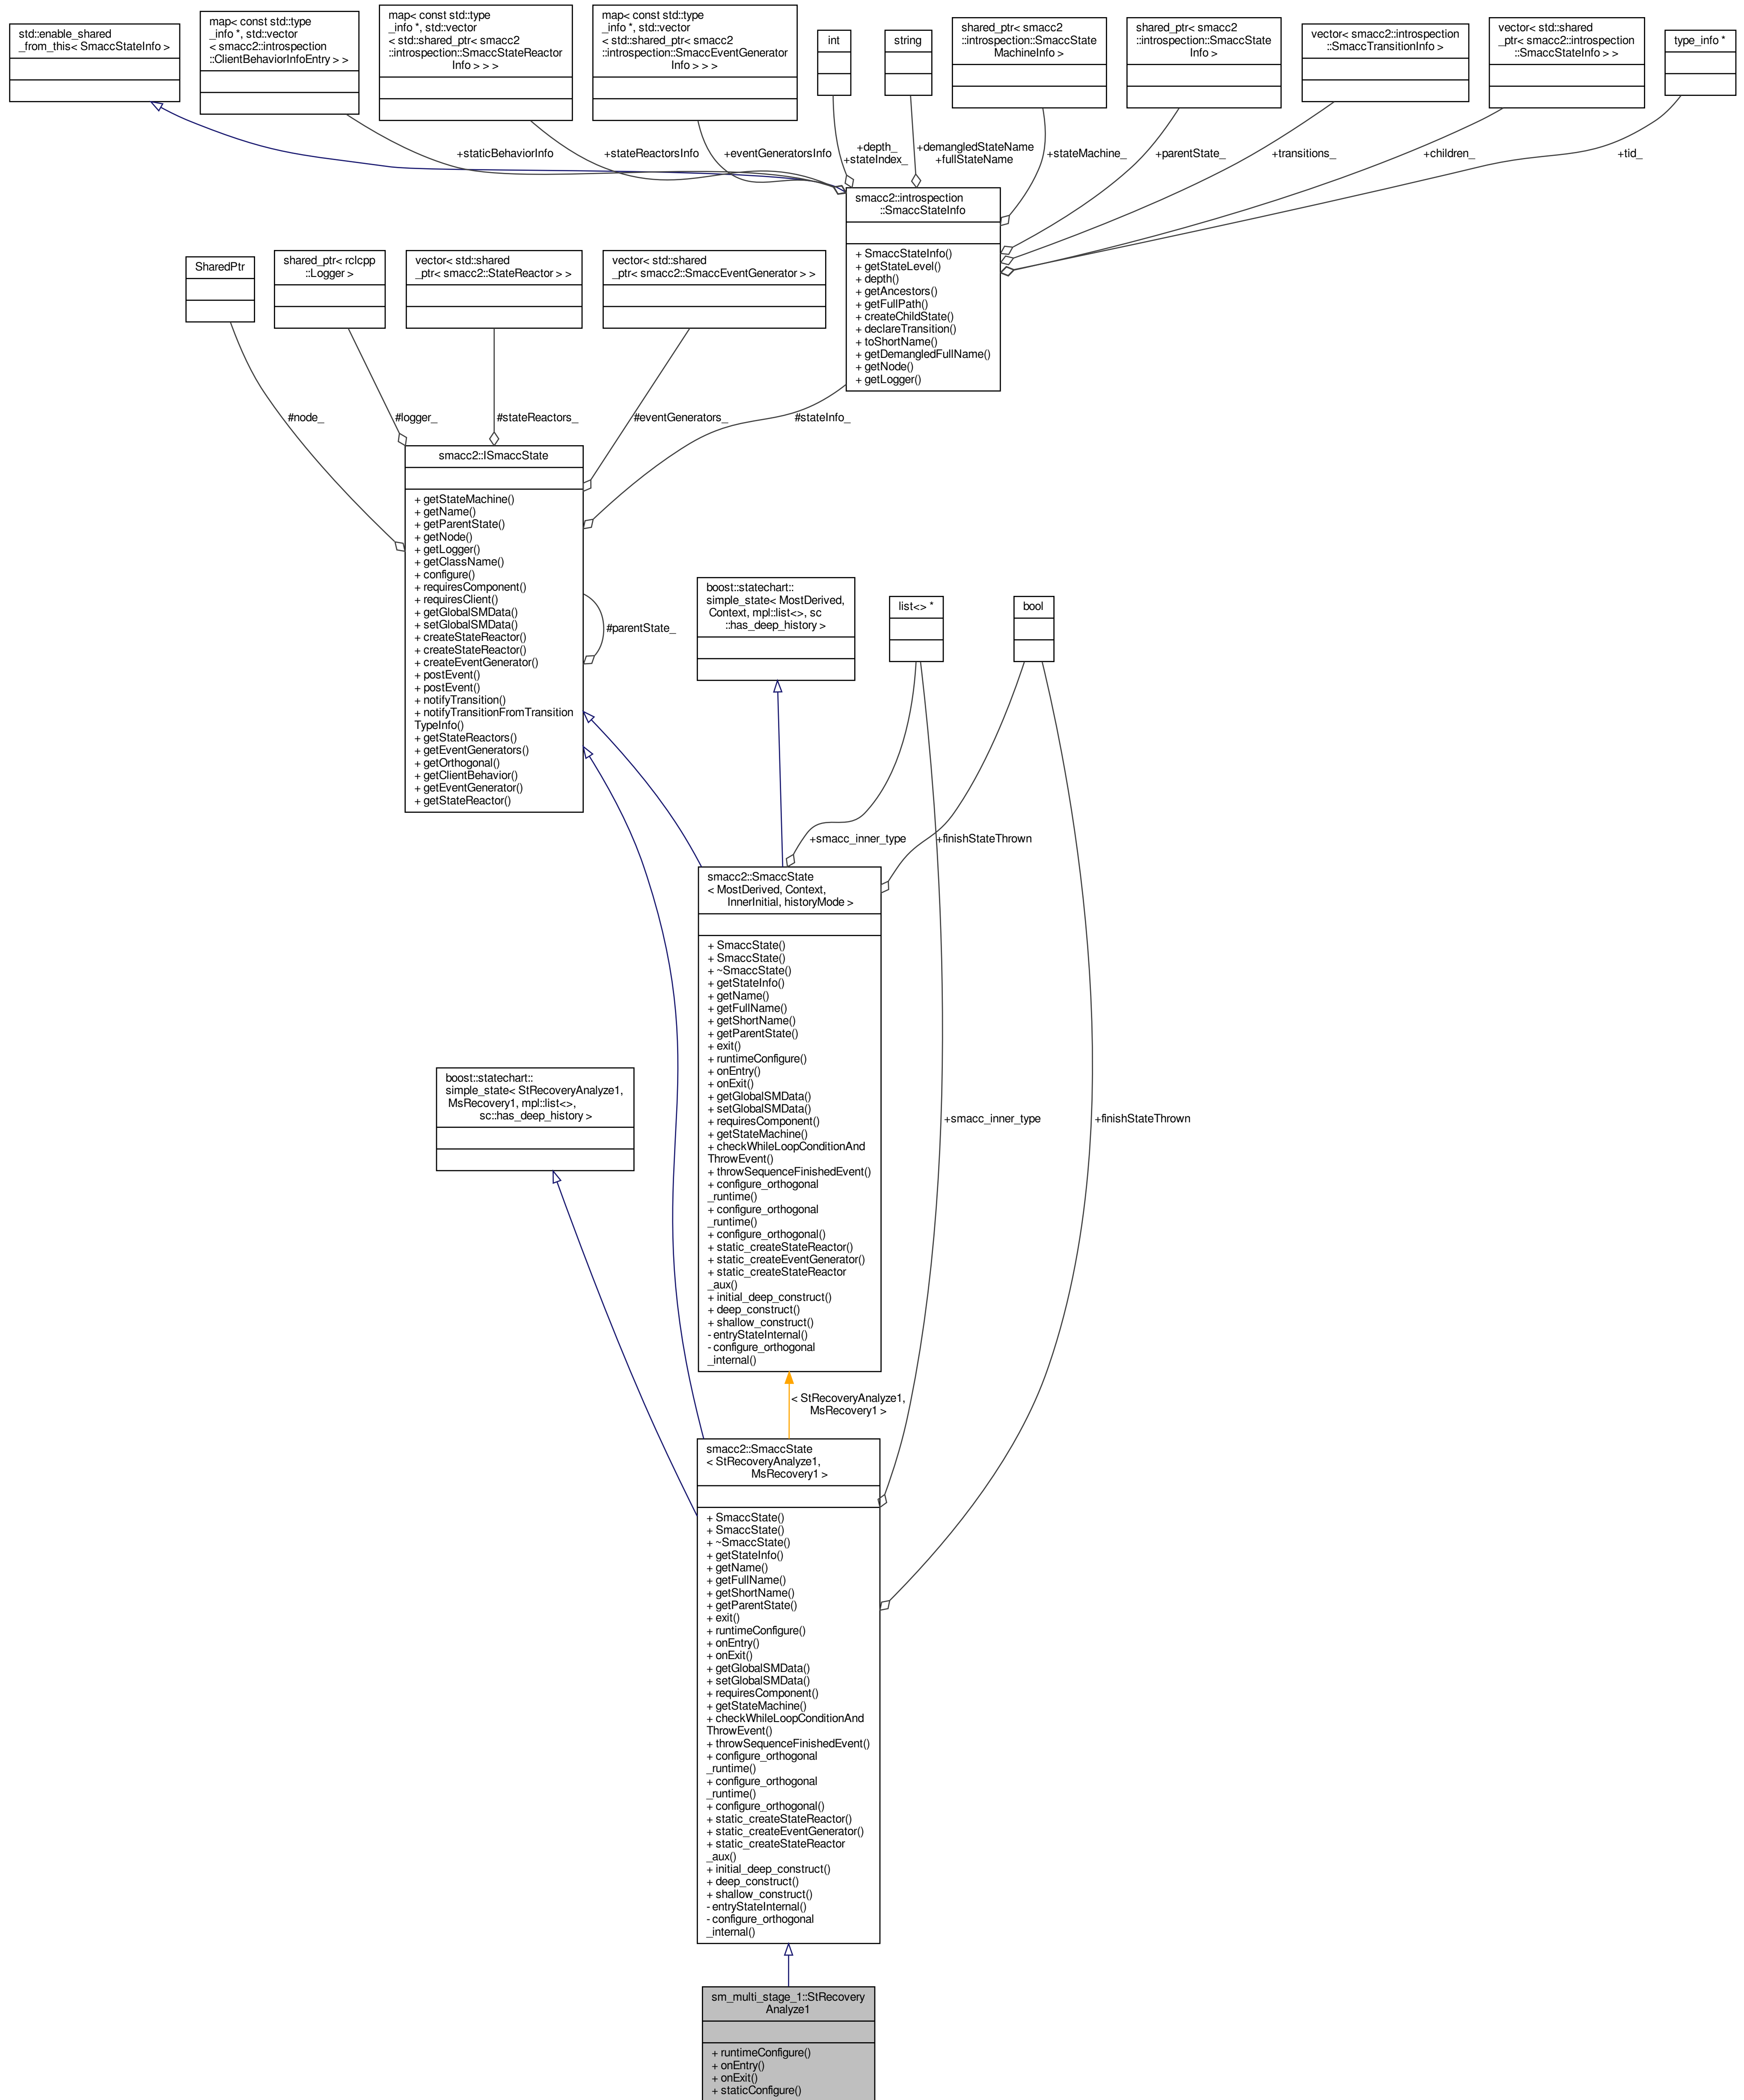 std::enable_shared
_from_this< SmaccStateInfo >
map< const std::type
_info *, std::vector
< smacc2::introspection
::ClientBehaviorInfoEntry > >
map< const std::type
_info *, std::vector
< std::shared_ptr< smacc2
::introspection::SmaccStateReactor
Info > > >
map< const std::type
_info *, std::vector
< std::shared_ptr< smacc2
::introspection::SmaccEventGenerator
Info > > >
int
string
shared_ptr< smacc2
::introspection::SmaccState
MachineInfo >
shared_ptr< smacc2
::introspection::SmaccState
Info >
vector< smacc2::introspection
::SmaccTransitionInfo >
vector< std::shared
_ptr< smacc2::introspection
::SmaccStateInfo > >
type_info *
+staticBehaviorInfo
+stateReactorsInfo
+eventGeneratorsInfo
+depth_
+stateIndex_
+demangledStateName
+fullStateName
+stateMachine_
+parentState_
+transitions_
+children_
+tid_
smacc2::introspection
::SmaccStateInfo
+ SmaccStateInfo()
+ getStateLevel()
+ depth()
+ getAncestors()
+ getFullPath()
+ createChildState()
+ declareTransition()
+ toShortName()
+ getDemangledFullName()
+ getNode()
+ getLogger()
SharedPtr
shared_ptr< rclcpp
::Logger >
vector< std::shared
_ptr< smacc2::StateReactor > >
vector< std::shared
_ptr< smacc2::SmaccEventGenerator > >
#node_
#logger_
#stateReactors_
#eventGenerators_
#stateInfo_
smacc2::ISmaccState
+ getStateMachine()
+ getName()
+ getParentState()
+ getNode()
+ getLogger()
+ getClassName()
+ configure()
+ requiresComponent()
+ requiresClient()
+ getGlobalSMData()
+ setGlobalSMData()
+ createStateReactor()
+ createStateReactor()
+ createEventGenerator()
+ postEvent()
+ postEvent()
+ notifyTransition()
+ notifyTransitionFromTransition
TypeInfo()
+ getStateReactors()
+ getEventGenerators()
+ getOrthogonal()
+ getClientBehavior()
+ getEventGenerator()
+ getStateReactor()
#parentState_
boost::statechart::
simple_state< MostDerived,
Context, mpl::list<>, sc
::has_deep_history >
list<> *
bool
+smacc_inner_type
+finishStateThrown
smacc2::SmaccState
< MostDerived, Context,
InnerInitial, historyMode >
+ SmaccState()
+ SmaccState()
+ ~SmaccState()
+ getStateInfo()
+ getName()
+ getFullName()
+ getShortName()
+ getParentState()
+ exit()
+ runtimeConfigure()
+ onEntry()
+ onExit()
+ getGlobalSMData()
+ setGlobalSMData()
+ requiresComponent()
+ getStateMachine()
+ checkWhileLoopConditionAnd
ThrowEvent()
+ throwSequenceFinishedEvent()
+ configure_orthogonal
_runtime()
+ configure_orthogonal
_runtime()
+ configure_orthogonal()
+ static_createStateReactor()
+ static_createEventGenerator()
+ static_createStateReactor
_aux()
+ initial_deep_construct()
+ deep_construct()
+ shallow_construct()
- entryStateInternal()
- configure_orthogonal
_internal()
boost::statechart::
simple_state< StRecoveryAnalyze1,
MsRecovery1, mpl::list<>,
sc::has_deep_history >
+smacc_inner_type
+finishStateThrown
< StRecoveryAnalyze1,
MsRecovery1 >
smacc2::SmaccState
< StRecoveryAnalyze1,
MsRecovery1 >
+ SmaccState()
+ SmaccState()
+ ~SmaccState()
+ getStateInfo()
+ getName()
+ getFullName()
+ getShortName()
+ getParentState()
+ exit()
+ runtimeConfigure()
+ onEntry()
+ onExit()
+ getGlobalSMData()
+ setGlobalSMData()
+ requiresComponent()
+ getStateMachine()
+ checkWhileLoopConditionAnd
ThrowEvent()
+ throwSequenceFinishedEvent()
+ configure_orthogonal
_runtime()
+ configure_orthogonal
_runtime()
+ configure_orthogonal()
+ static_createStateReactor()
+ static_createEventGenerator()
+ static_createStateReactor
_aux()
+ initial_deep_construct()
+ deep_construct()
+ shallow_construct()
- entryStateInternal()
- configure_orthogonal
_internal()
sm_multi_stage_1::StRecovery
Analyze1
+ runtimeConfigure()
+ onEntry()
+ onExit()
+ staticConfigure()